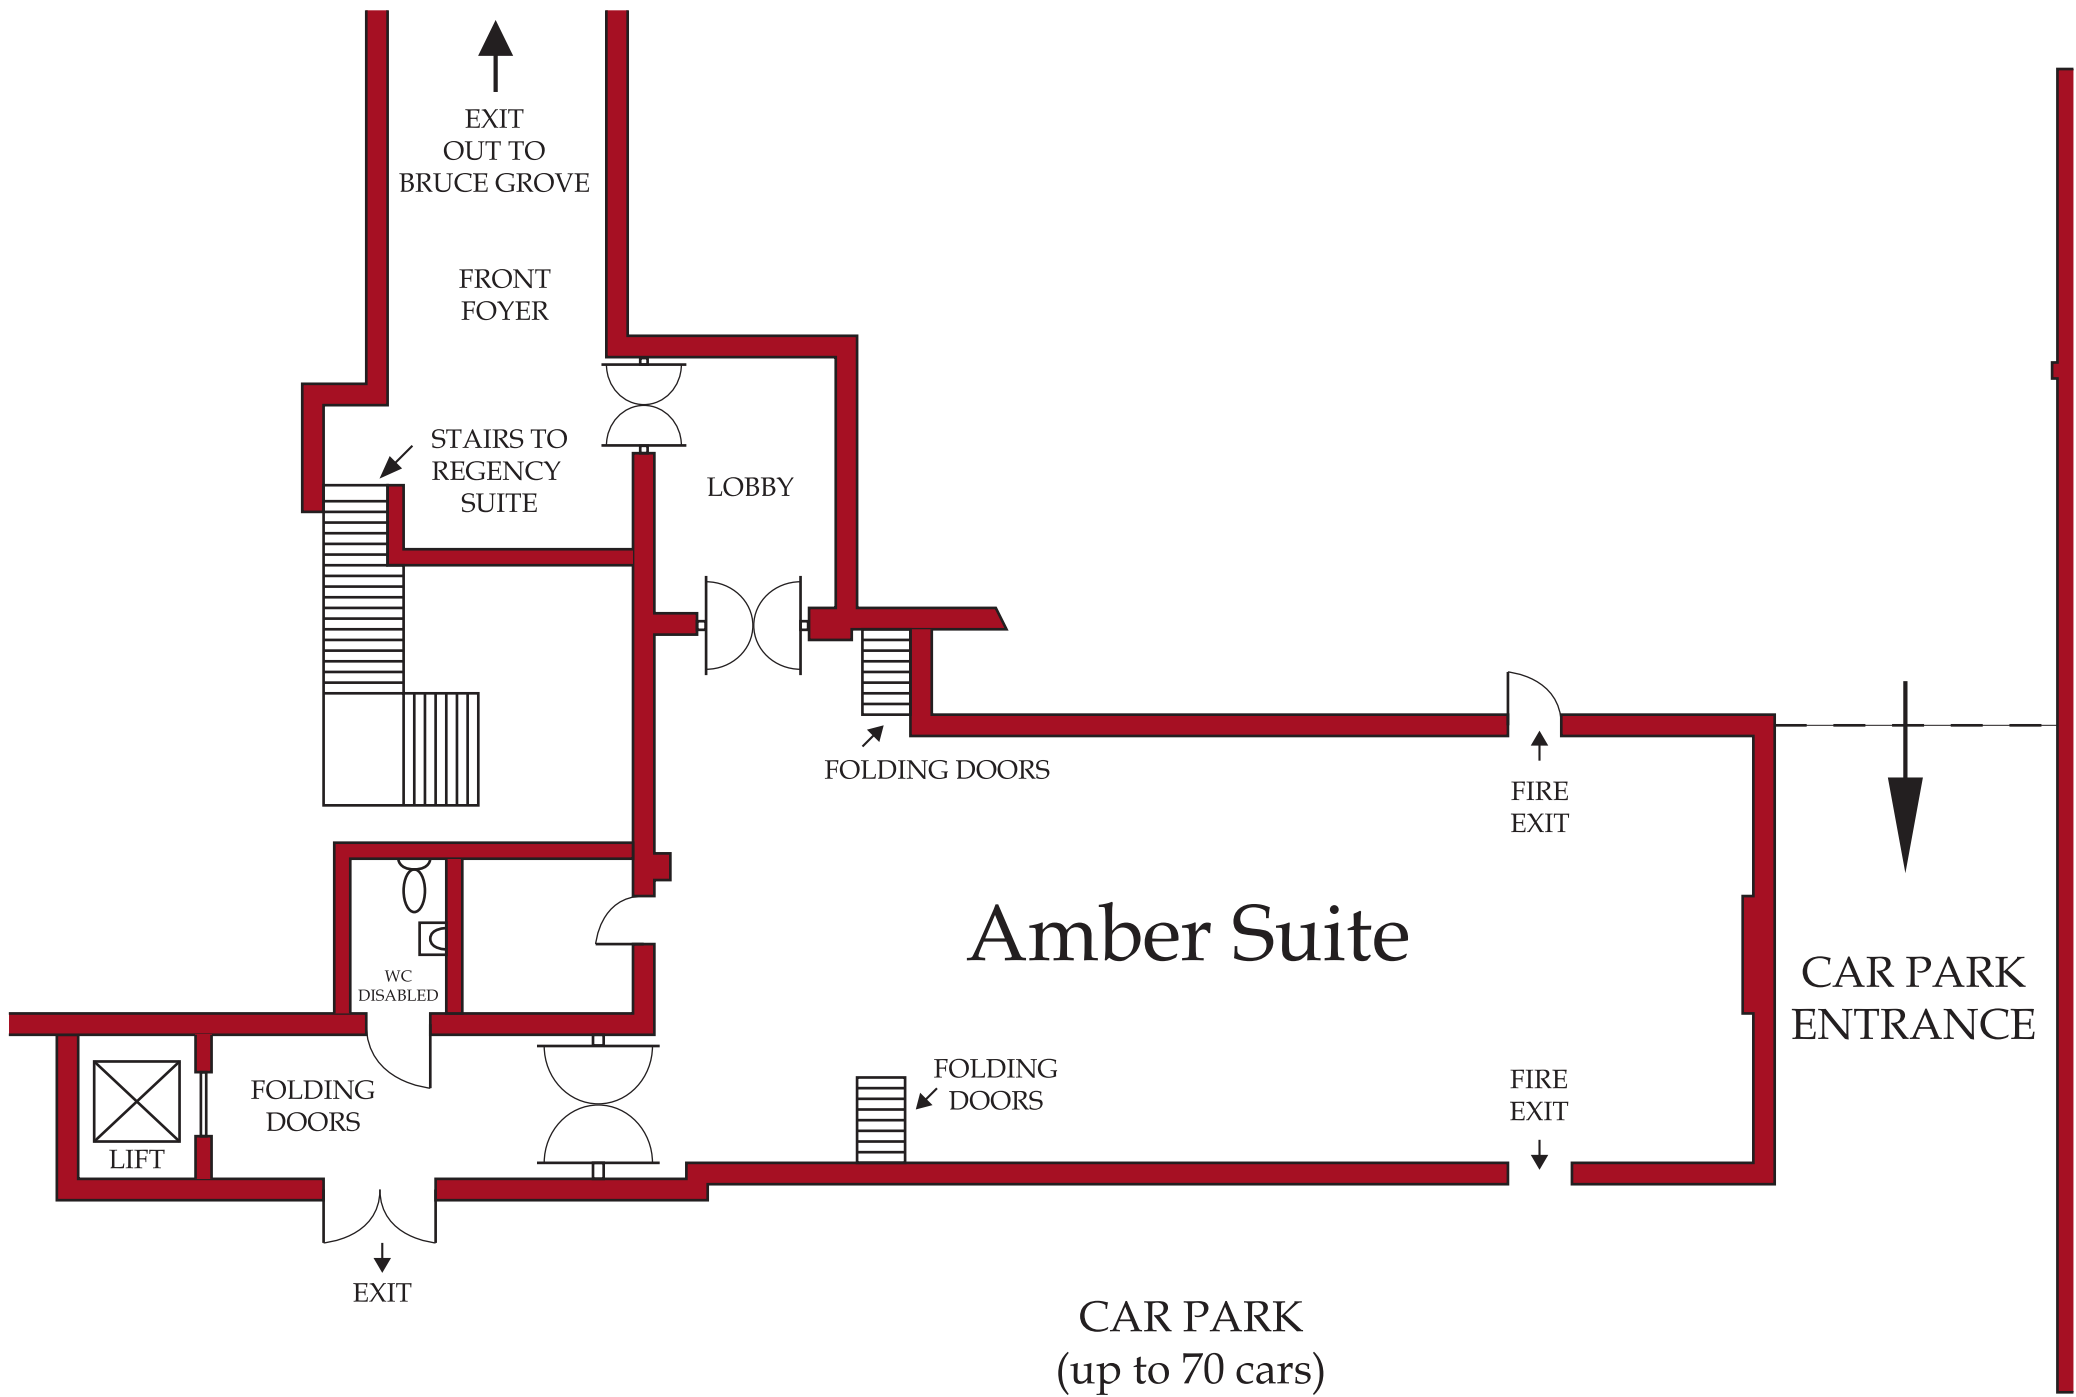 EXIT
OUT TO
BRUCE GROVE
FRONT
FOYER
STAIRS TO
REGENCY
SUITE
LOBBY
FOLDING DOORS
FIRE
EXIT
Amber Suite
CAR PARK
ENTRANCE
WC
DISABLED
FOLDING
DOORS
LIFT
FOLDING
DOORS
FIRE
EXIT
EXIT
CAR PARK
(up to 70 cars)